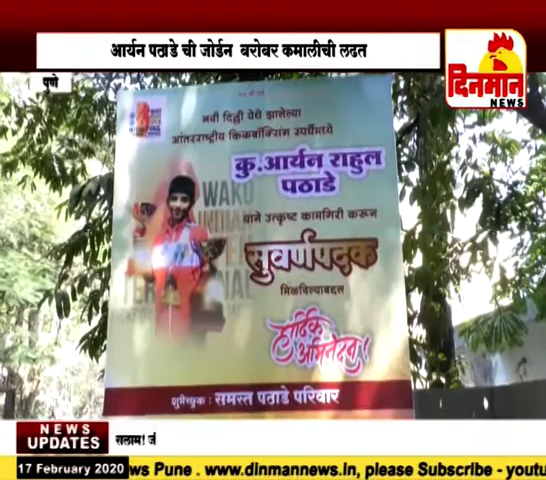 आर्यन पठाडे ची जोर्डन बरोबर कमालीची लढत
दिनमान
NEWS
पुणे
नवी दिल्ली येथे झालेल्या
आंतरराष्ट्रीय किकबॉक्सिंग स्पर्धेमध्ये
कु.आर्यन राहुल
पठाडे
याने उत्कृष्ट कामगिरी करून
WAKO
INDIAN
सुवर्णपदक
मिळविल्याबद्दल
हार्दिक
अभिनंदन!
शुभेच्छुक : समस्त पठाडे परिवार
NEWS
UPDATES
सलाम! जं
17 February 2020
ws Pune . www.dinmannews.in, please Subscribe - youtu